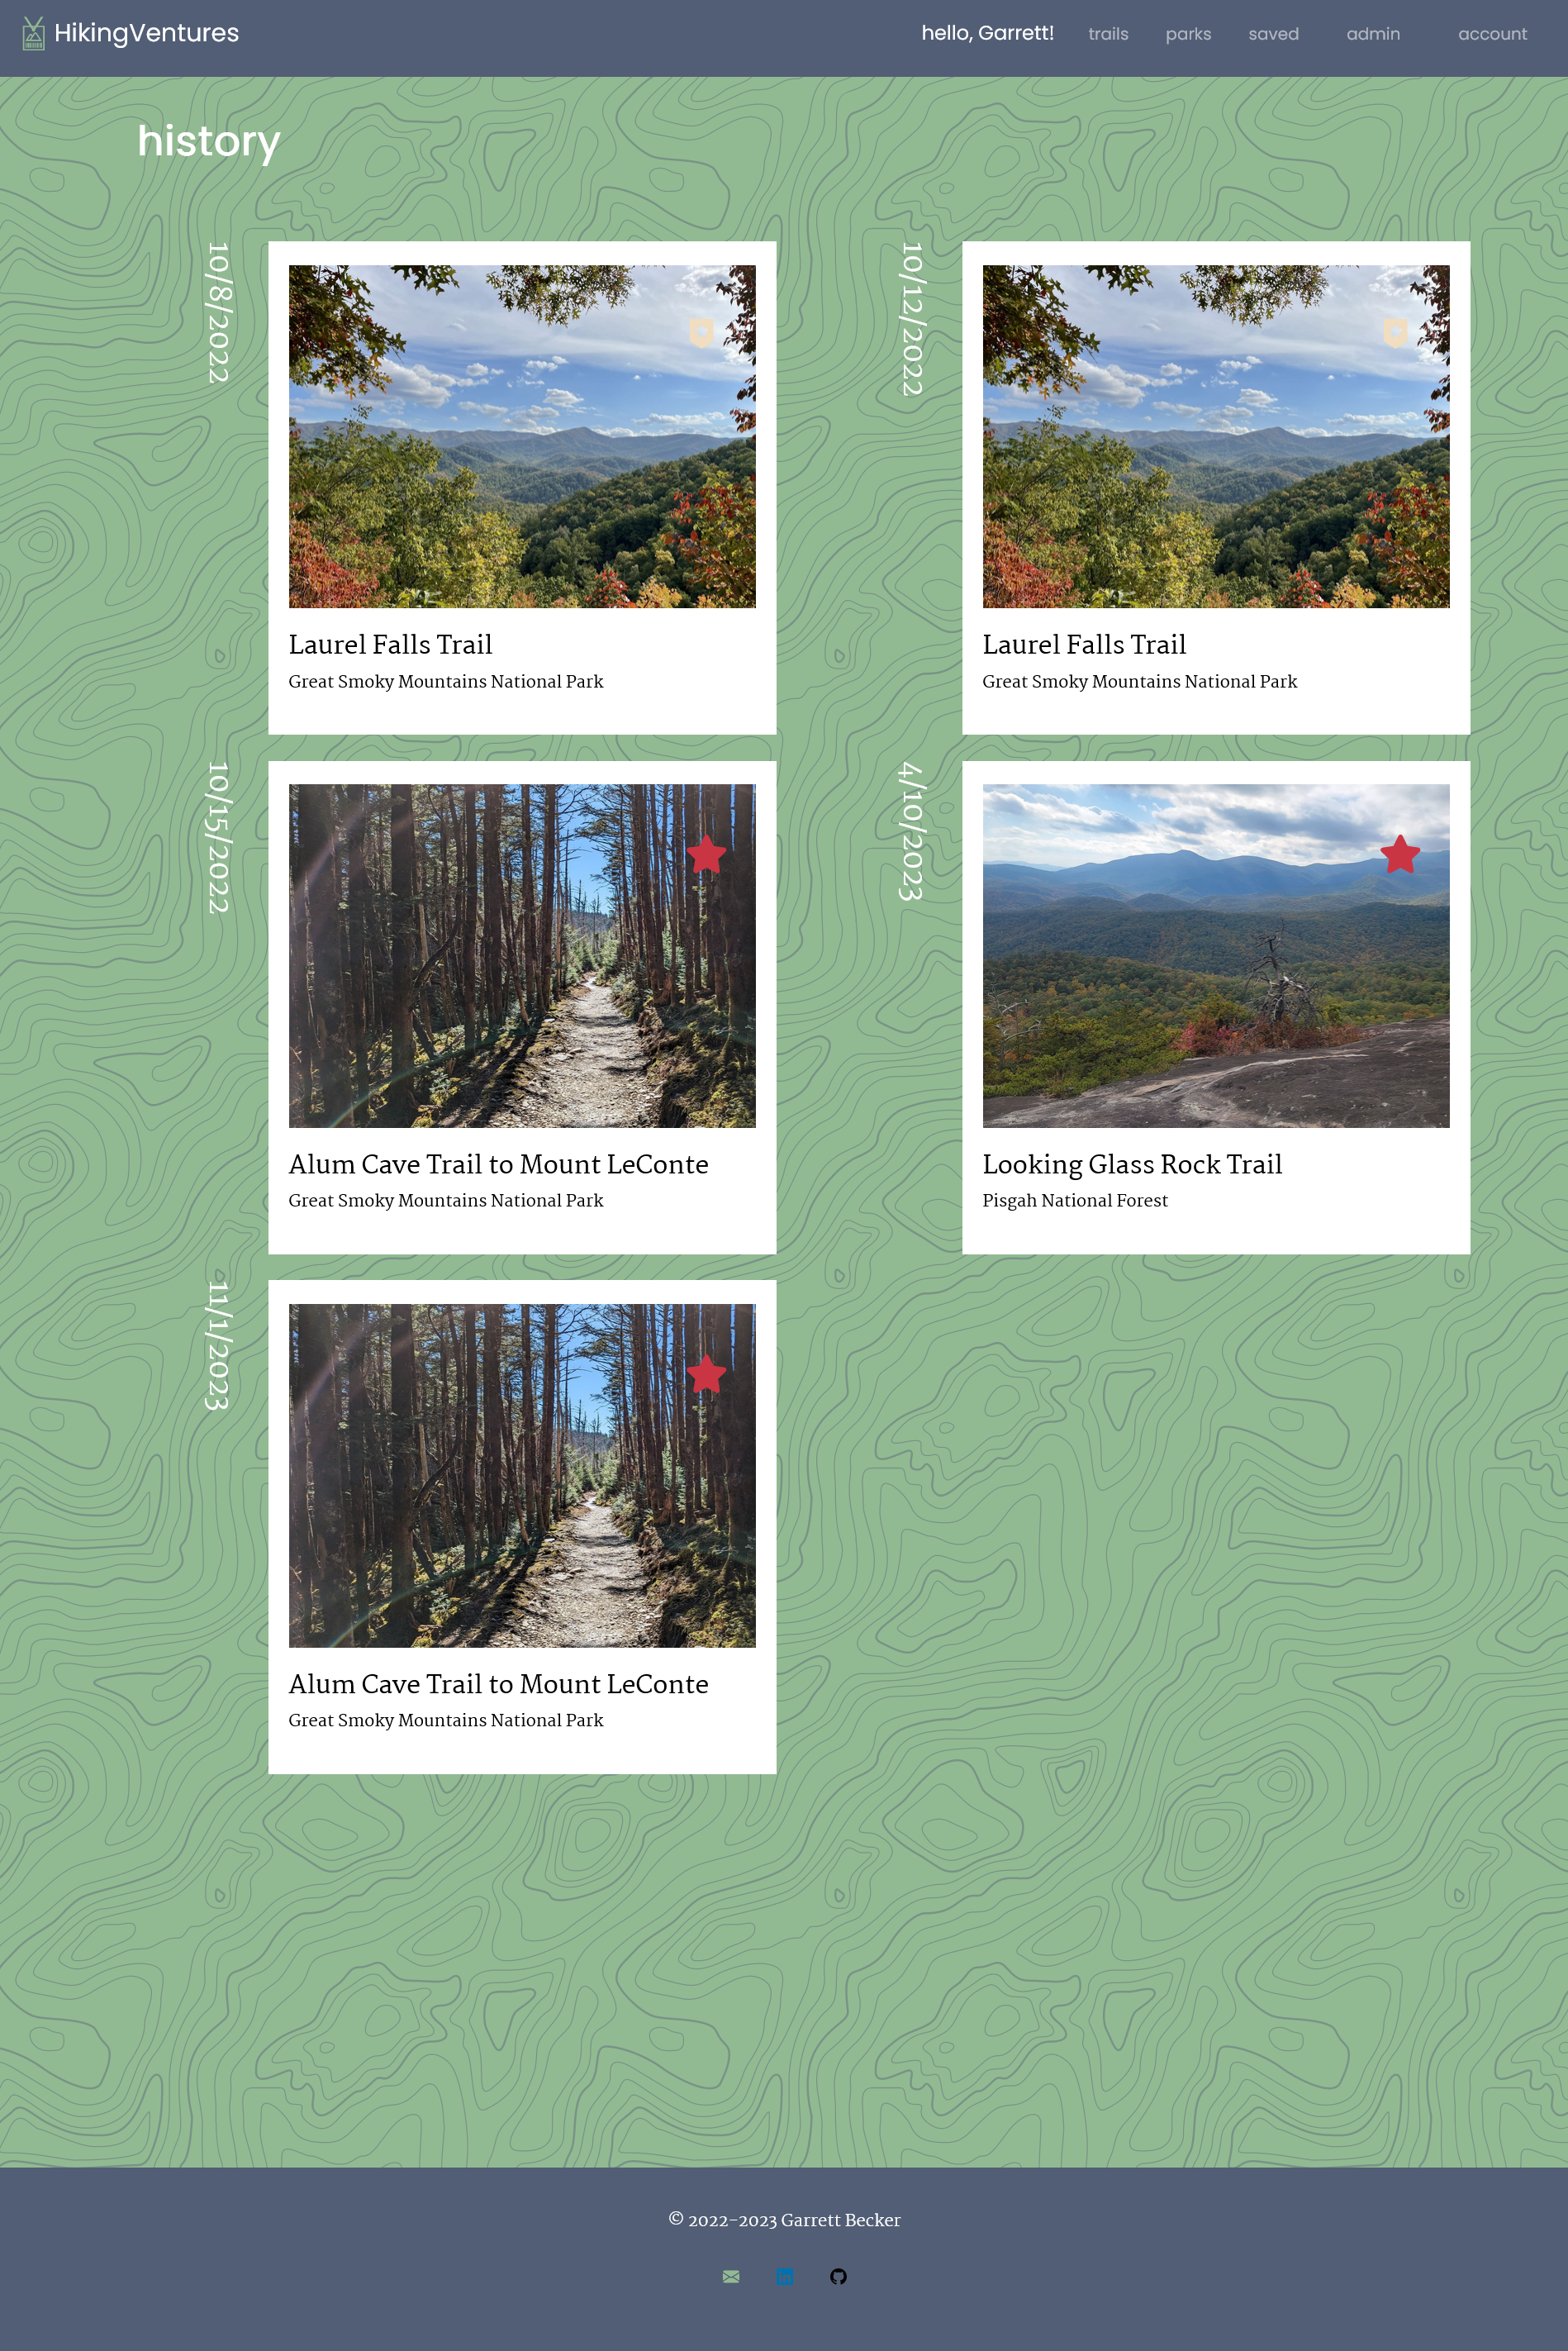 HikingVentures
hello, Garrett!
trails
parks
saved
admin
account
history
10/8/2022
Laurel Falls Trail
Great Smoky Mountains National Park
10/12/2022
Laurel Falls Trail
Great Smoky Mountains National Park
10/15/2022
Alum Cave Trail to Mount LeConte
Great Smoky Mountains National Park
4/10/2023
Looking Glass Rock Trail
Pisgah National Forest
11/1/2023
Alum Cave Trail to Mount LeConte
Great Smoky Mountains National Park
© 2022-2023 Garrett Becker
in